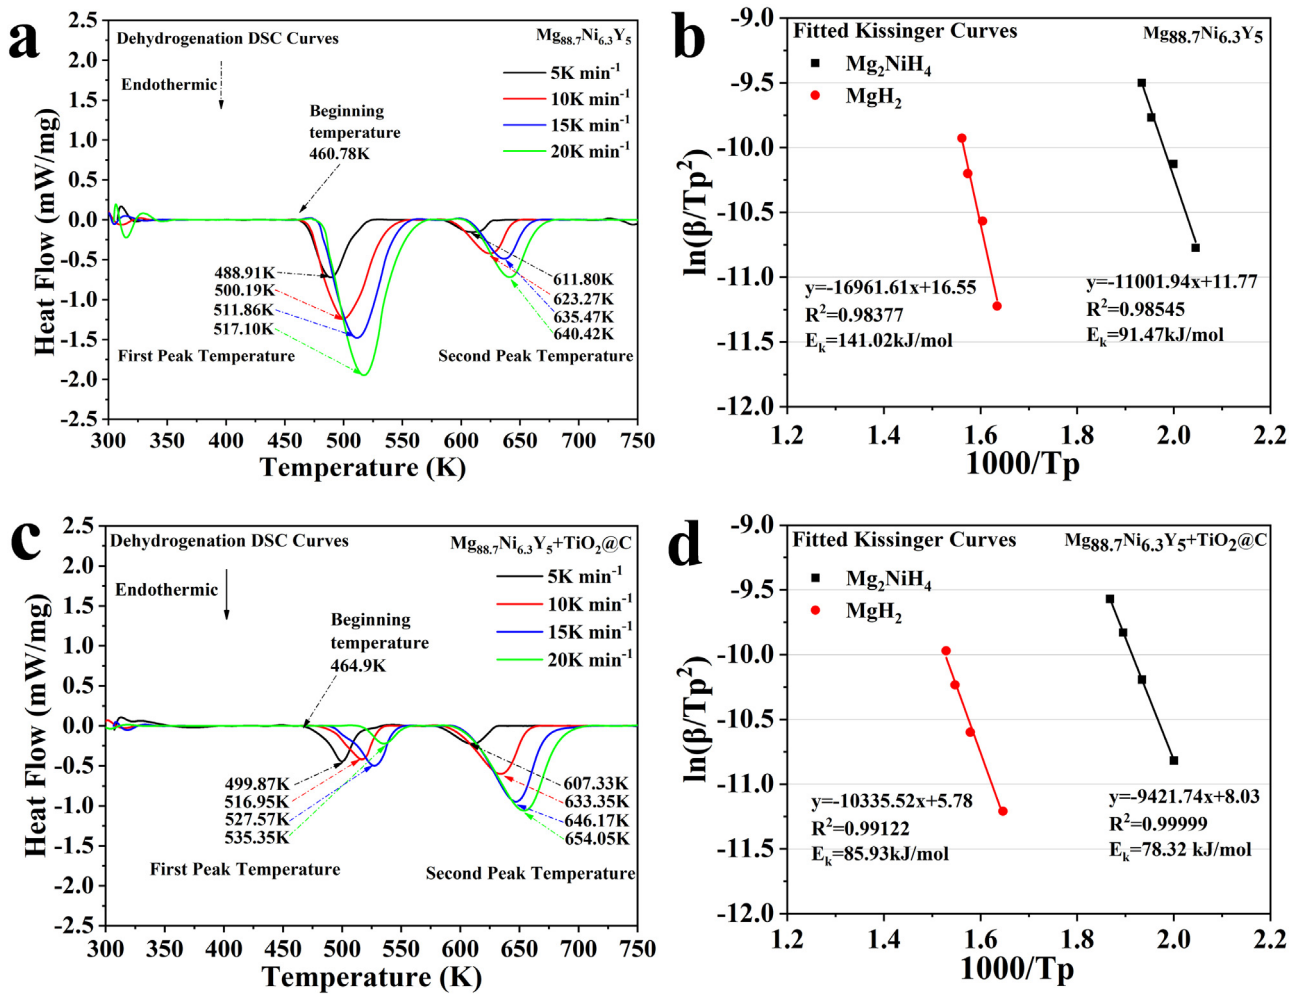 a
Dehydrogenation DSC Curves
Mg88.7Ni6.3Y5
Endothermic
5K min-1
10K min-1
15K min-1
20K min-1
Beginning
temperature
460.78K
488.91K
500.19K
511.86K
517.10K
First Peak Temperature
611.80K
623.27K
635.47K
640.42K
Second Peak Temperature
2.5
2.0
1.5
1.0
0.5
0.0
-0.5
-1.0
-1.5
-2.0
-2.5
Heat Flow (mW/mg)
300 350 400 450 500 550 600 650 700 750
Temperature (K)
b
Fitted Kissinger Curves
Mg88.7Ni6.3Y5
Mg2NiH4
MgH2
y=-16961.61x+16.55
R2=0.98377
Ek=141.02kJ/mol
y=-11001.94x+11.77
R2=0.98545
Ek=91.47kJ/mol
-9.0
-9.5
-10.0
-10.5
-11.0
-11.5
-12.0
ln(β/Tp2)
1.2 1.4 1.6 1.8 2.0 2.2
1000/Tp
c
Dehydrogenation DSC Curves
Mg88.7Ni6.3Y5+TiO2@C
Endothermic
5K min-1
10K min-1
15K min-1
20K min-1
Beginning
temperature
464.9K
499.87K
516.95K
527.57K
535.35K
First Peak Temperature
607.33K
633.35K
646.17K
654.05K
Second Peak Temperature
2.5
2.0
1.5
1.0
0.5
0.0
-0.5
-1.0
-1.5
-2.0
-2.5
Heat Flow (mW/mg)
300 350 400 450 500 550 600 650 700 750
Temperature (K)
d
Fitted Kissinger Curves
Mg88.7Ni6.3Y5+TiO2@C
Mg2NiH4
MgH2
y=-10335.52x+5.78
R2=0.99122
Ek=85.93kJ/mol
y=-9421.74x+8.03
R2=0.99999
Ek=78.32 kJ/mol
-9.0
-9.5
-10.0
-10.5
-11.0
-11.5
-12.0
ln(β/Tp2)
1.2 1.4 1.6 1.8 2.0 2.2
1000/Tp